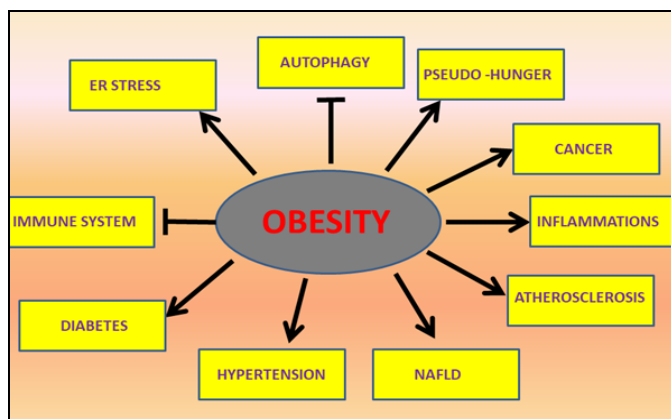 AUTOPHAGY
PSEUDO -HUNGER
ER STRESS
CANCER
IMMUNE SYSTEM
OBESITY
INFLAMMATIONS
ATHEROSCLEROSIS
DIABETES
HYPERTENSION
NAFLD